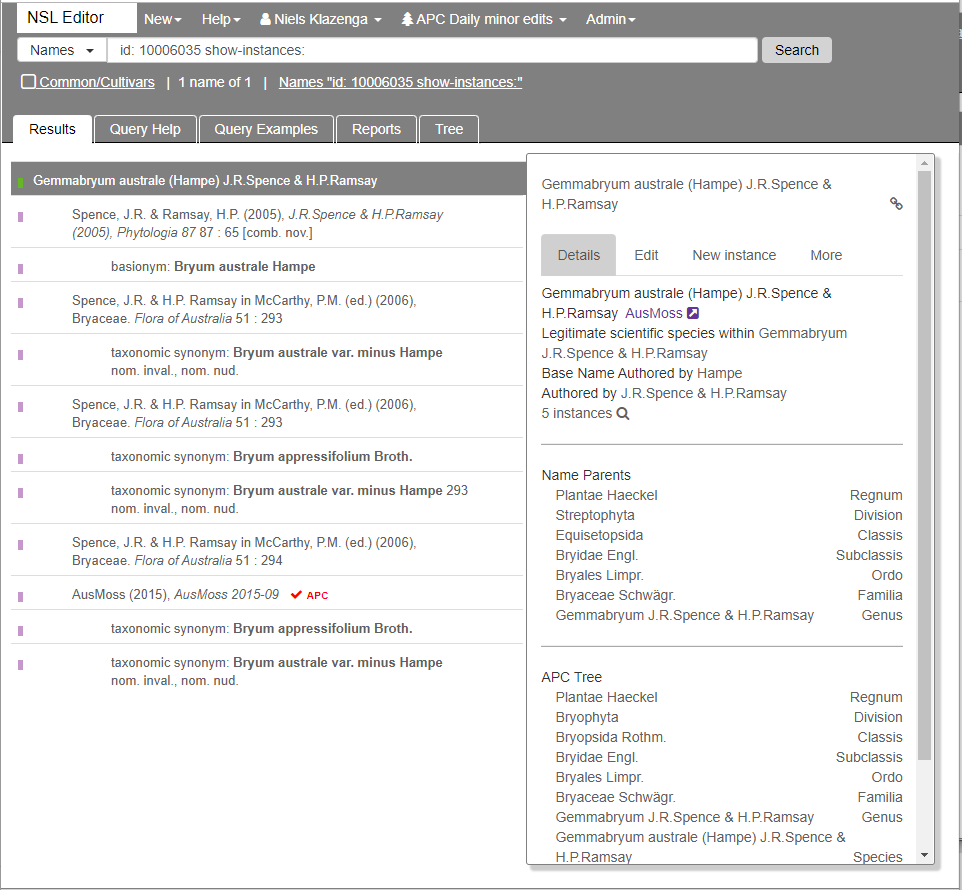 NSL Editor New Help Niels Klazenga APC Daily minor edits Admin
Names id: 10006035 show-instances: Search
Common/Cultivars | 1 name of 1 | Names "id: 10006035 show-instances:"
Results Query Help Query Examples Reports Tree
Gemmabryum australe (Hampe) J.R.Spence & H.P.Ramsay
Spence, J.R. & Ramsay, H.P. (2005), J.R.Spence & H.P.Ramsay
(2005), Phytologia 87 87 : 65 [comb. nov.]
basionym: Bryum australe Hampe
Spence, J.R. & H.P. Ramsay in McCarthy, P.M. (ed.) (2006),
Bryaceae. Flora of Australia 51 : 293
taxonomic synonym: Bryum australe var. minus Hampe
nom. inval., nom. nud.
Spence, J.R. & H.P. Ramsay in McCarthy, P.M. (ed.) (2006),
Bryaceae. Flora of Australia 51 : 293
taxonomic synonym: Bryum appressifolium Broth.
taxonomic synonym: Bryum australe var. minus Hampe 293
nom. inval., nom. nud.
Spence, J.R. & H.P. Ramsay in McCarthy, P.M. (ed.) (2006),
Bryaceae. Flora of Australia 51 : 294
AusMoss (2015), AusMoss 2015-09 APC
taxonomic synonym: Bryum appressifolium Broth.
taxonomic synonym: Bryum australe var. minus Hampe
nom. inval., nom. nud.
Gemmabryum australe (Hampe) J.R.Spence &
H.P.Ramsay
Details Edit New instance More
Gemmabryum australe (Hampe) J.R.Spence &
H.P.Ramsay AusMoss
Legitimate scientific species within Gemmabryum
J.R.Spence & H.P.Ramsay
Base Name Authored by Hampe
Authored by J.R.Spence & H.P.Ramsay
5 instances
Name Parents
Plantae Haeckel Regnum
Streptophyta Division
Equisetopsida Classis
Bryidae Engl. Subclassis
Bryales Limpr. Ordo
Bryaceae Schwägr. Familia
Gemmabryum J.R.Spence & H.P.Ramsay Genus
APC Tree
Plantae Haeckel Regnum
Bryophyta Division
Bryopsida Rothm. Classis
Bryidae Engl. Subclassis
Bryales Limpr. Ordo
Bryaceae Schwägr. Familia
Gemmabryum J.R.Spence & H.P.Ramsay Genus
Gemmabryum australe (Hampe) J.R.Spence &
H.P.Ramsay Species